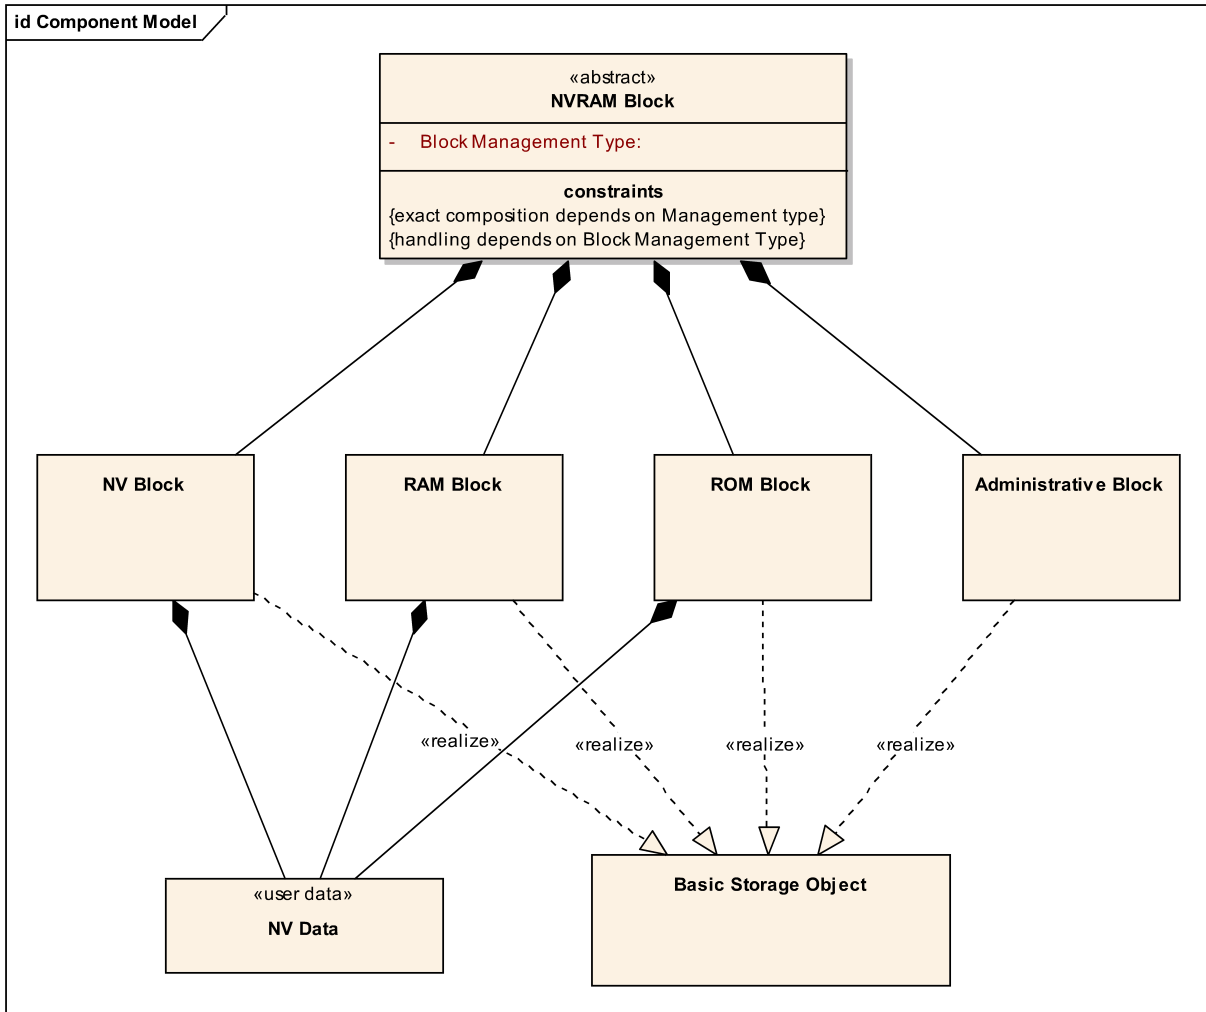 id Component Model
«abstract»
NVRAM Block
- Block Management Type:
constraints
{exact composition depends on Management type}
{handling depends on Block Management Type}
NV Block
RAM Block
ROM Block
Administrative Block
«realize»
«realize»
«realize»
«realize»
Basic Storage Object
«user data»
NV Data